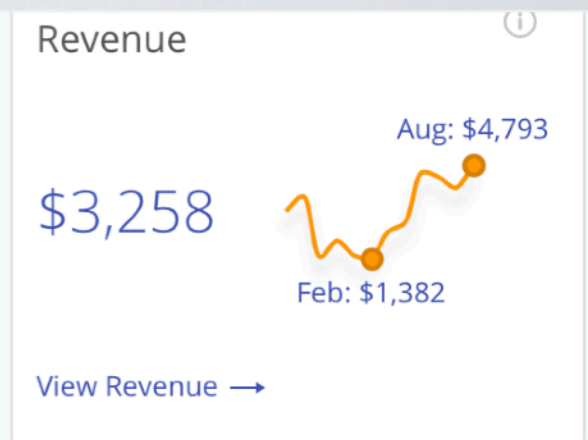 Revenue
Aug: $4,793
$3,258
Feb: $1,382
View Revenue →